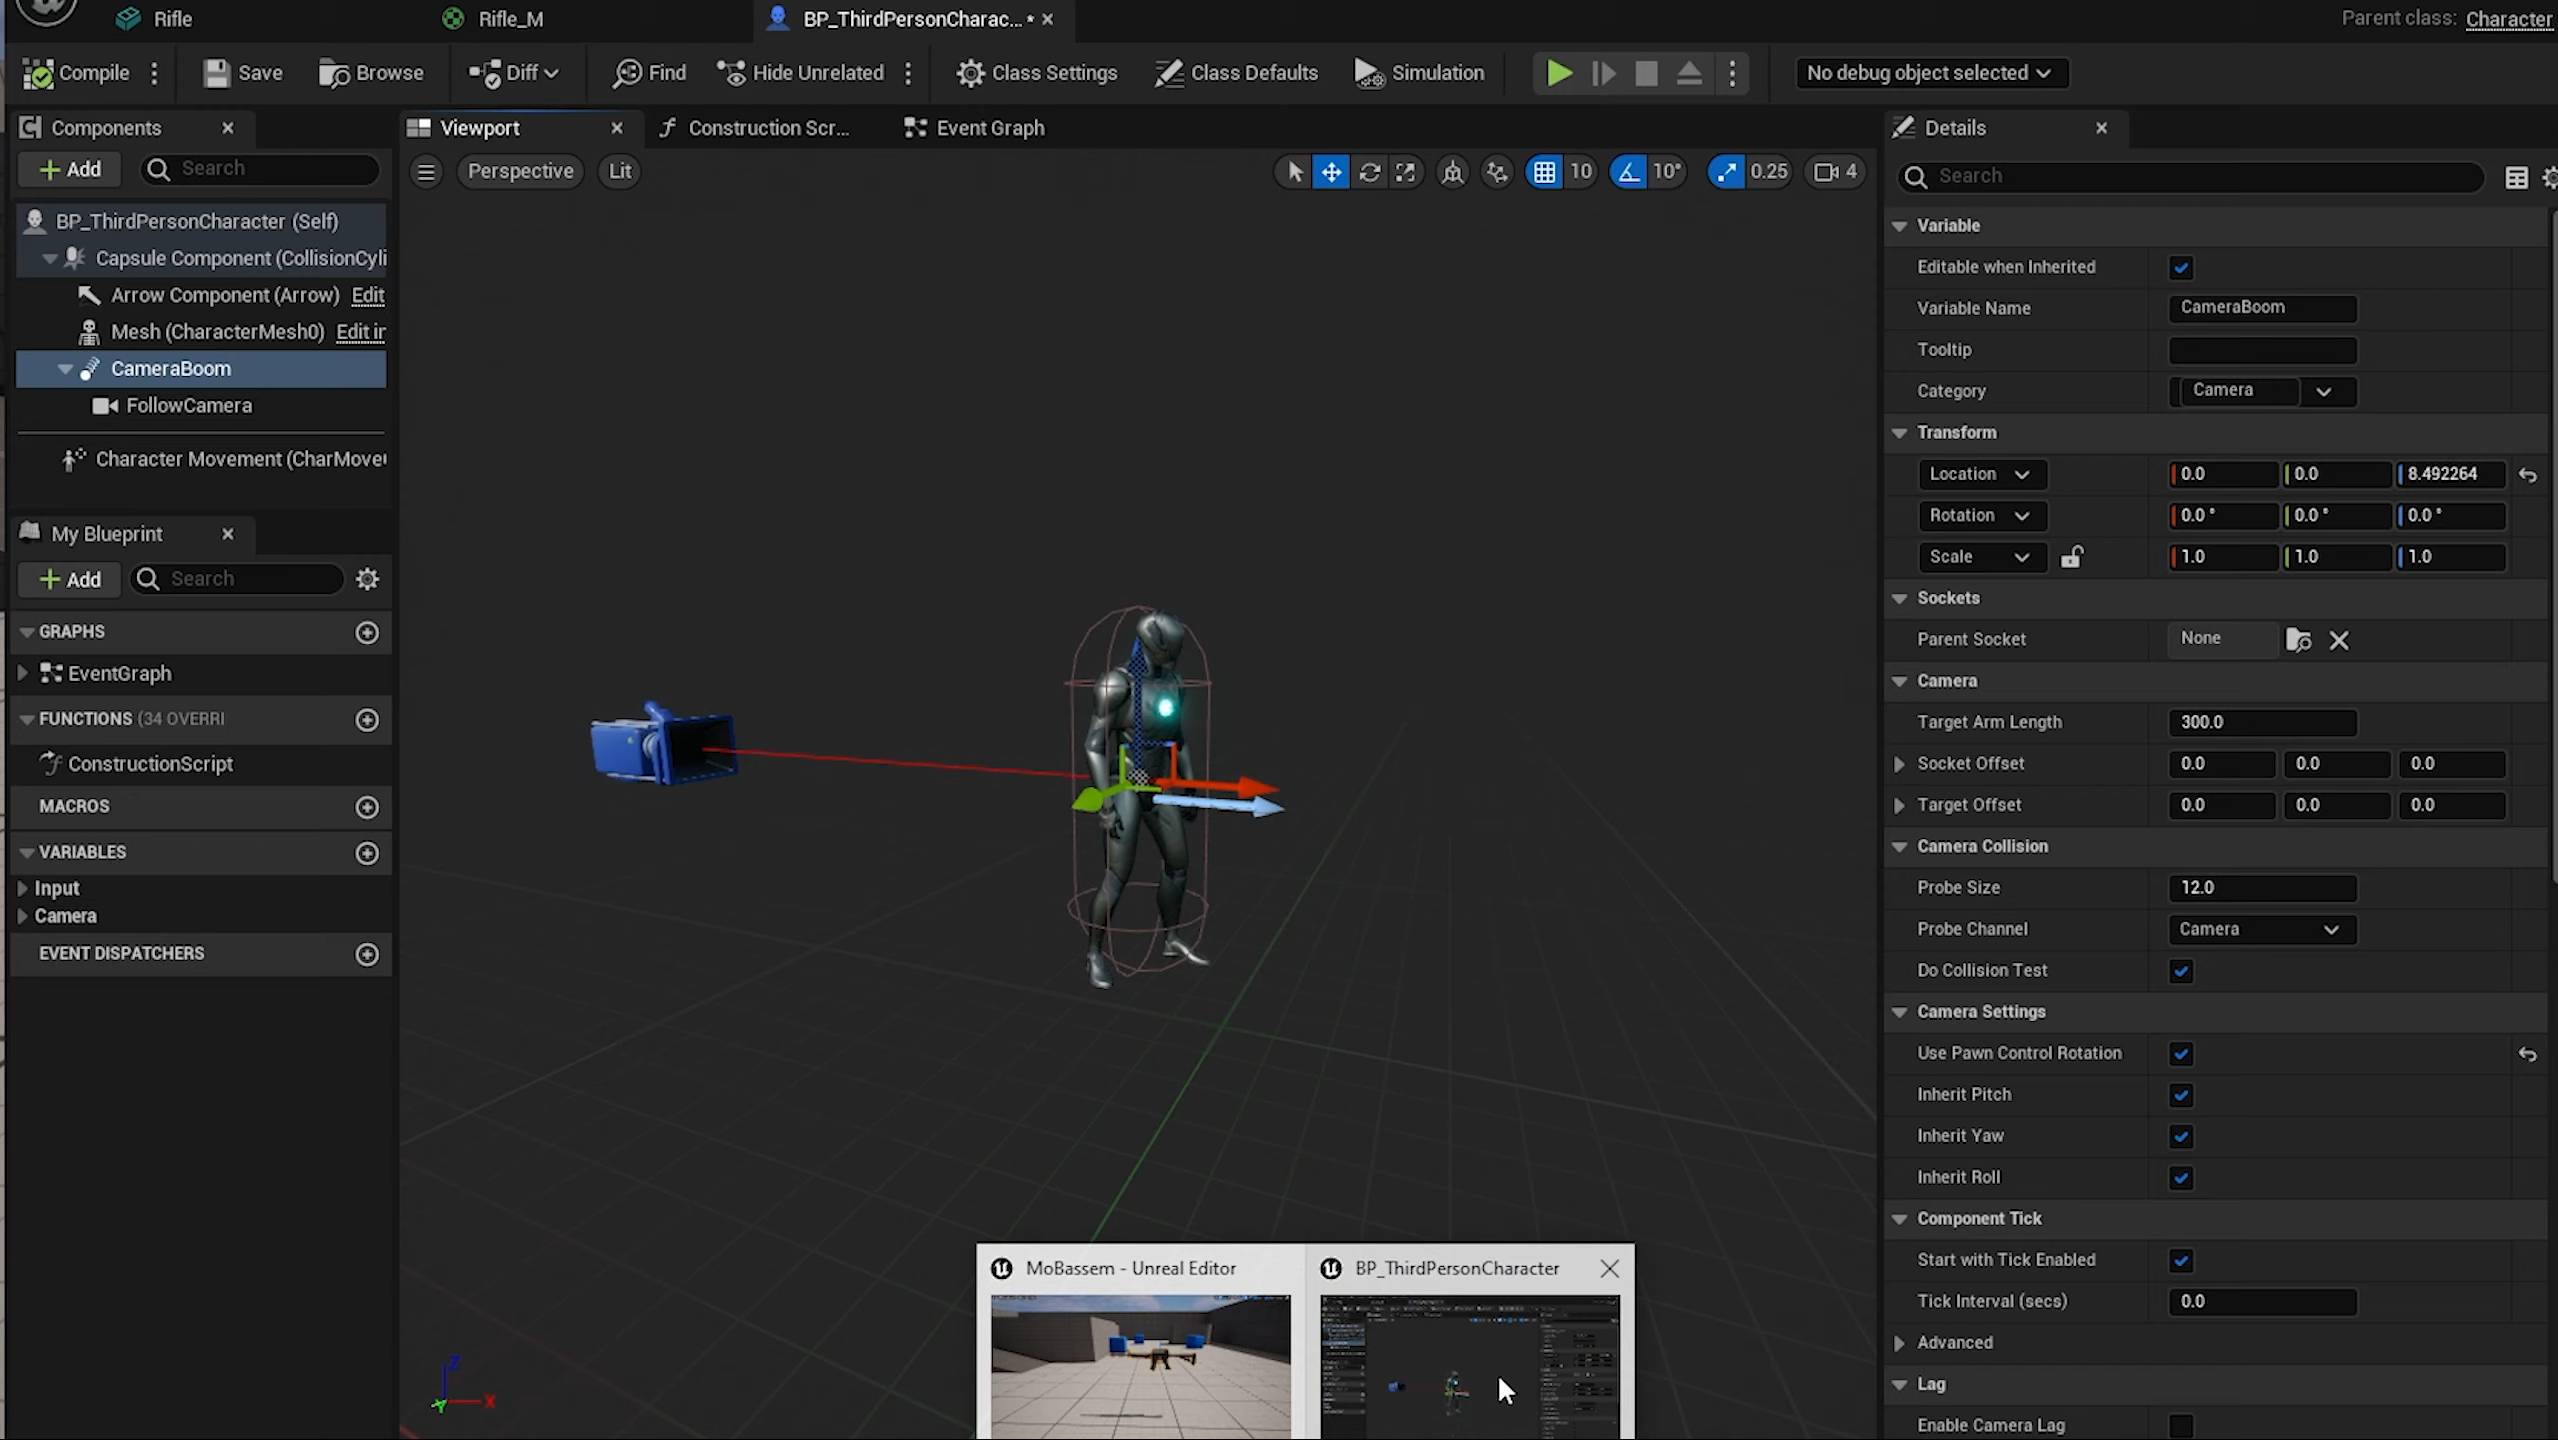 Rifle
Rifle_M
BP_ThirdPersonCharac... *
Parent class: Character
Compile
Save
Browse
Diff
Find
Hide Unrelated
Class Settings
Class Defaults
Simulation
No debug object selected
Components
Viewport
Construction Scr...
Event Graph
Details
Add
Search
Perspective
Lit
10
10°
0.25
4
Search
BP_ThirdPersonCharacter (Self)
Capsule Component (CollisionCyli
Arrow Component (Arrow) Edit
Mesh (CharacterMesh0) Edit in
CameraBoom
FollowCamera
Character Movement (CharMove
My Blueprint
Add
Search
GRAPHS
EventGraph
FUNCTIONS (34 OVERRI
ConstructionScript
MACROS
VARIABLES
Input
Camera
EVENT DISPATCHERS
Variable
Editable when Inherited
Variable Name CameraBoom
Tooltip
Category Camera
Transform
Location 0.0 0.0 8.492264
Rotation 0.0 ° 0.0 ° 0.0 °
Scale 1.0 1.0 1.0
Sockets
Parent Socket None
Camera
Target Arm Length 300.0
Socket Offset 0.0 0.0 0.0
Target Offset 0.0 0.0 0.0
Camera Collision
Probe Size 12.0
Probe Channel Camera
Do Collision Test
Camera Settings
Use Pawn Control Rotation
Inherit Pitch
Inherit Yaw
Inherit Roll
Component Tick
Start with Tick Enabled
Tick Interval (secs) 0.0
Advanced
Lag
Enable Camera Lag
Z
X
Y
MoBassem - Unreal Editor
BP_ThirdPersonCharacter